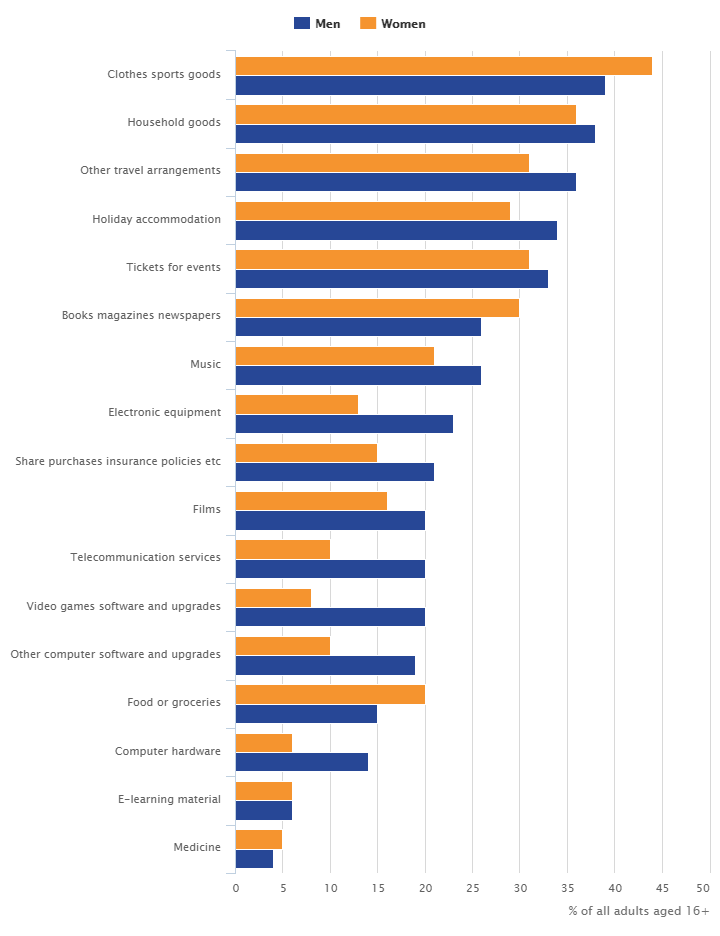 Men Women
Clothes sports goods
Household goods
Other travel arrangements
Holiday accommodation
Tickets for events
Books magazines newspapers
Music
Electronic equipment
Share purchases insurance policies etc
Films
Telecommunication services
Video games software and upgrades
Other computer software and upgrades
Food or groceries
Computer hardware
E-learning material
Medicine
0 5 10 15 20 25 30 35 40 45 50
% of all adults aged 16+